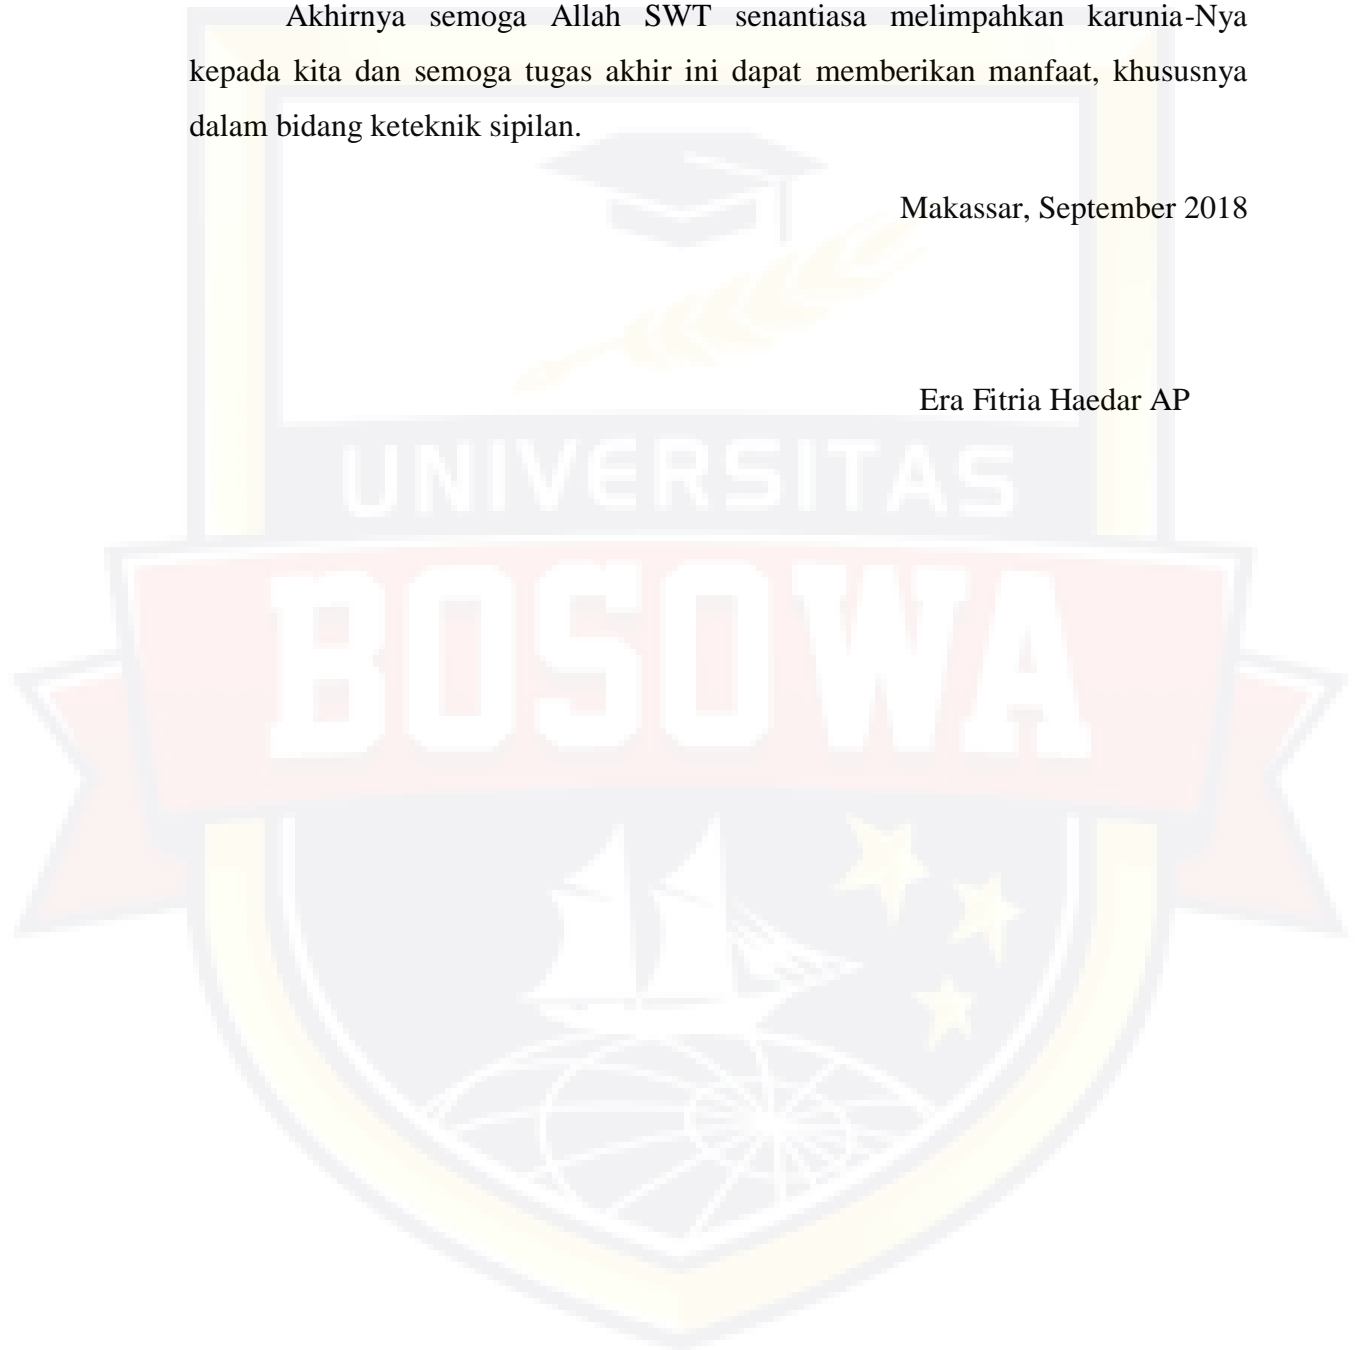 Akhirnya semoga Allah SWT senantiasa melimpahkan karunia-Nya
kepada kita dan semoga tugas akhir ini dapat memberikan manfaat, khususnya
dalam bidang keteknik sipilan.
Makassar, September 2018
Era Fitria Haedar AP
UNIVERSITAS
BOSOWA